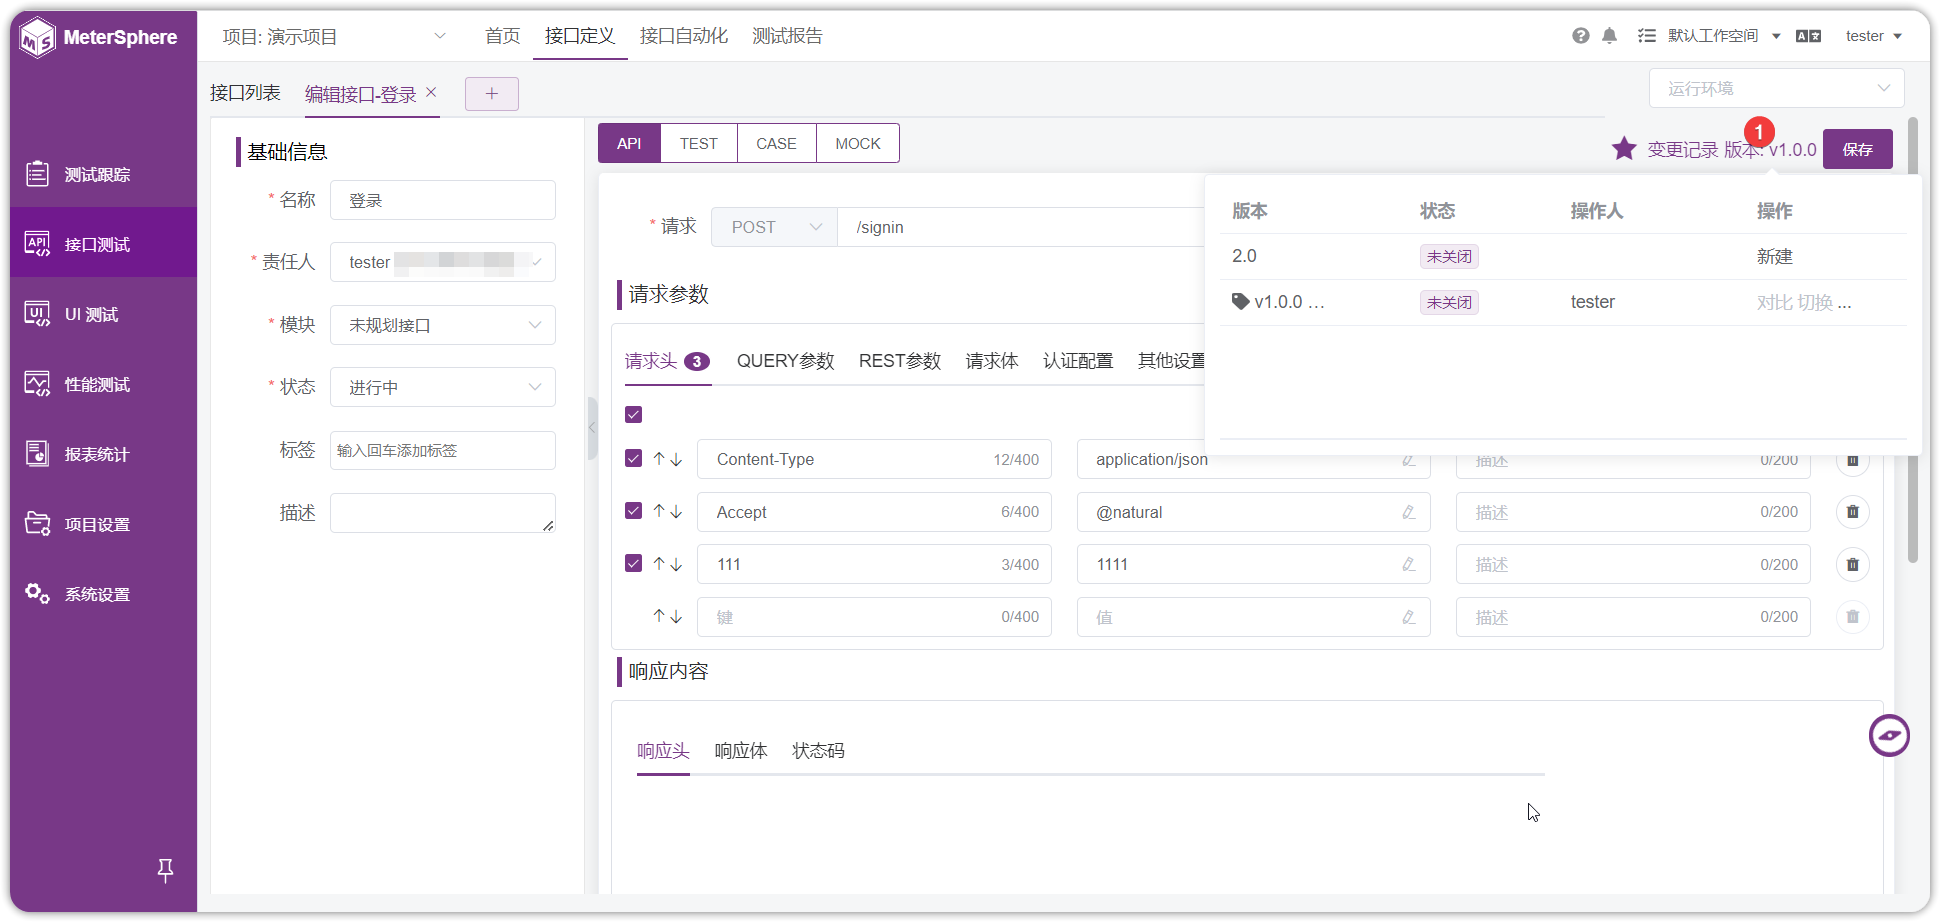 MeterSphere
项目: 演示项目
首页
接口定义
接口自动化
测试报告
默认工作空间
tester
接口列表
编辑接口-登录
+
运行环境
测试跟踪
接口测试
UI 测试
性能测试
报表统计
项目设置
系统设置
基础信息
* 名称 登录
* 责任人 tester
* 模块 未规划接口
* 状态 进行中
标签 输入回车添加标签
描述
API TEST CASE MOCK
1
变更记录 版本: v1.0.0 保存
* 请求 POST /signin
版本 状态 操作人 操作
2.0 未关闭 新建
v1.0.0 ... 未关闭 tester 对比 切换 ...
请求参数
请求头 3 QUERY参数 REST参数 请求体 认证配置 其他设置
Content-Type 12/400 application/json 描述 0/200
Accept 6/400 @natural 描述 0/200
111 3/400 1111 描述 0/200
键 0/400 值 描述 0/200
响应内容
响应头 响应体 状态码